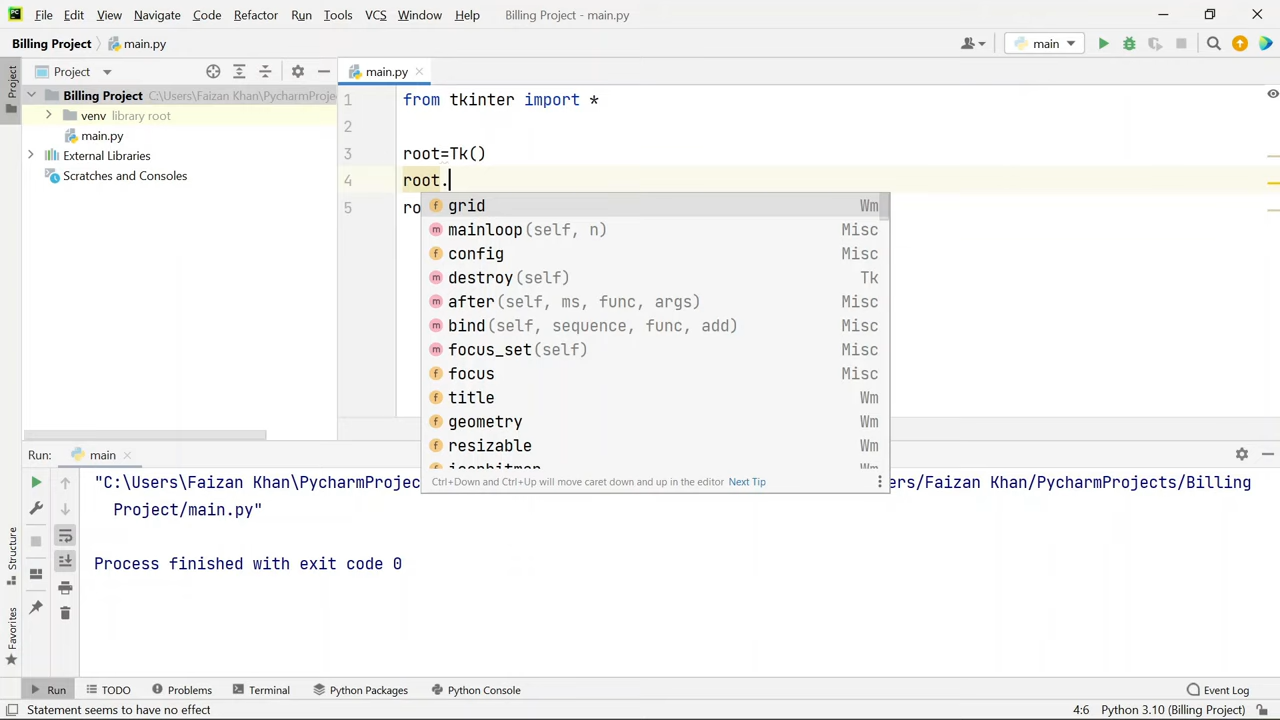 File Edit View Navigate Code Refactor Run Tools VCS Window Help Billing Project - main.py
Billing Project main.py main
Project
Project
main.py
Billing Project C:\Users\Faizan Khan\PycharmProje
venv library root
main.py
External Libraries
Scratches and Consoles
1 from tkinter import *
2
3 root=Tk()
4 root.
5 ro
grid Wm
mainloop(self, n) Misc
config Misc
destroy(self) Tk
after(self, ms, func, args) Misc
bind(self, sequence, func, add) Misc
focus_set(self) Misc
focus Misc
title Wm
geometry Wm
resizable Wm
iconbitmap Wm
Ctrl+Down and Ctrl+Up will move caret down and up in the editor Next Tip
Run: main
"C:\Users\Faizan Khan\PycharmProjec
ers/Faizan Khan/PycharmProjects/Billing
Project/main.py"
Process finished with exit code 0
Structure
Favorites
Run TODO Problems Terminal Python Packages Python Console Event Log
Statement seems to have no effect 4:6 Python 3.10 (Billing Project)